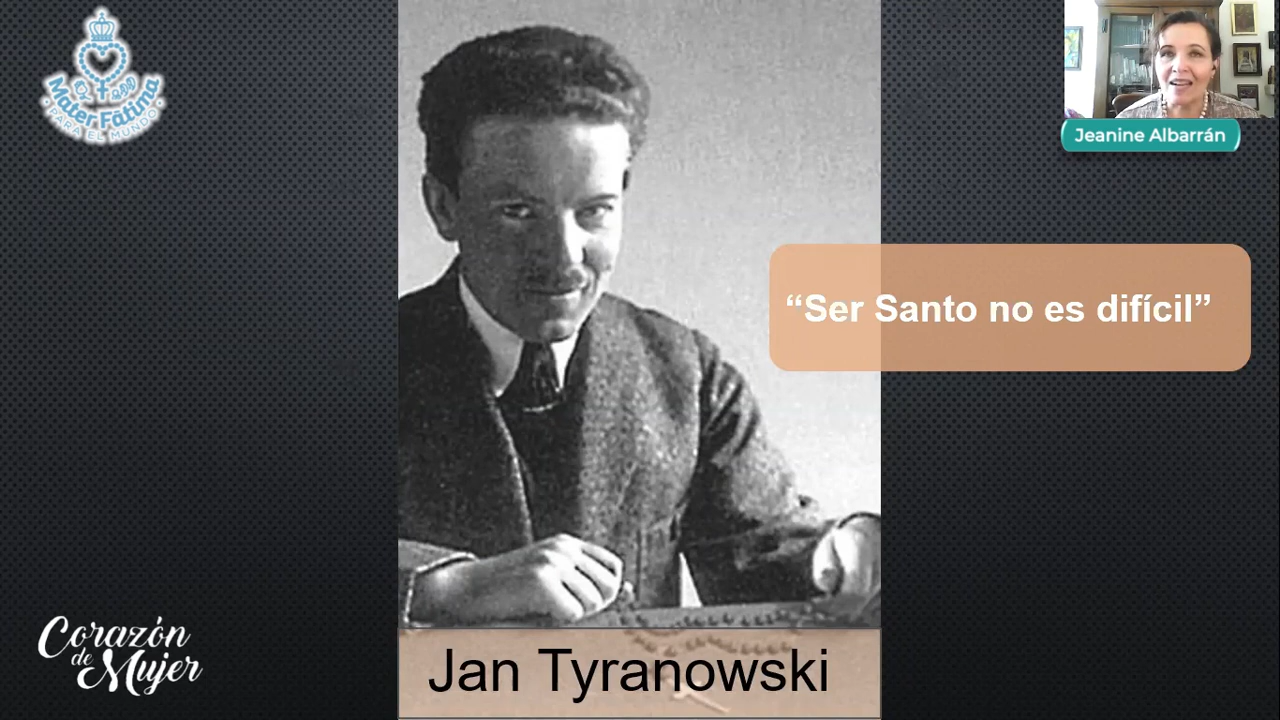 Mater Fátima
PARA EL MUNDO
Jeanine Albarrán
“Ser Santo no es difícil”
Corazón
de Mujer
Jan Tyranowski